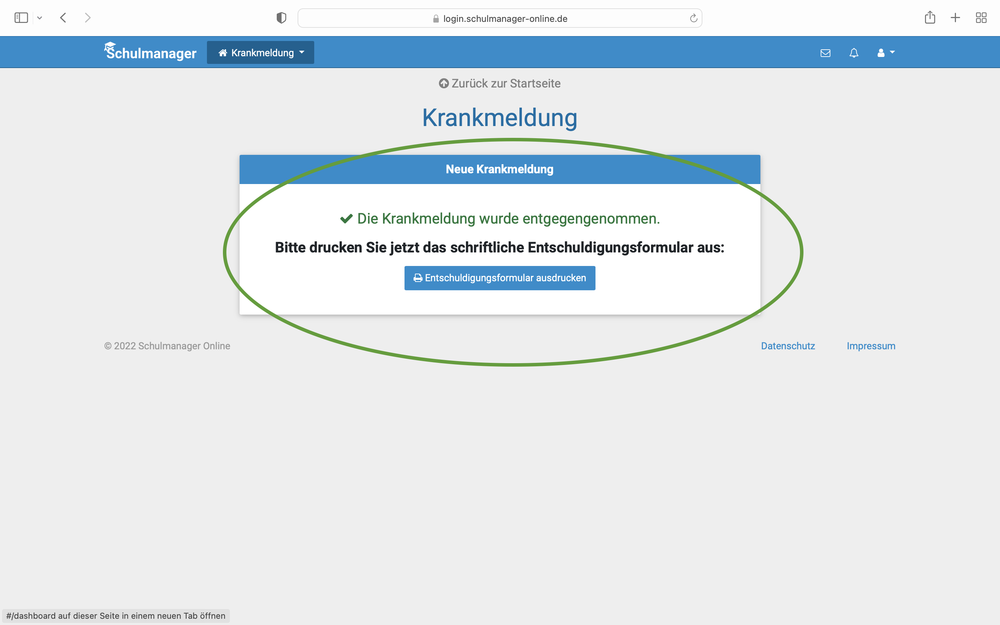 login.schulmanager-online.de
Schulmanager
Krankmeldung
Zurück zur Startseite
Krankmeldung
Neue Krankmeldung
Die Krankmeldung wurde entgegengenommen.
Bitte drucken Sie jetzt das schriftliche Entschuldigungsformular aus:
Entschuldigungsformular ausdrucken
© 2022 Schulmanager Online
Datenschutz
Impressum
#/dashboard auf dieser Seite in einem neuen Tab öffnen